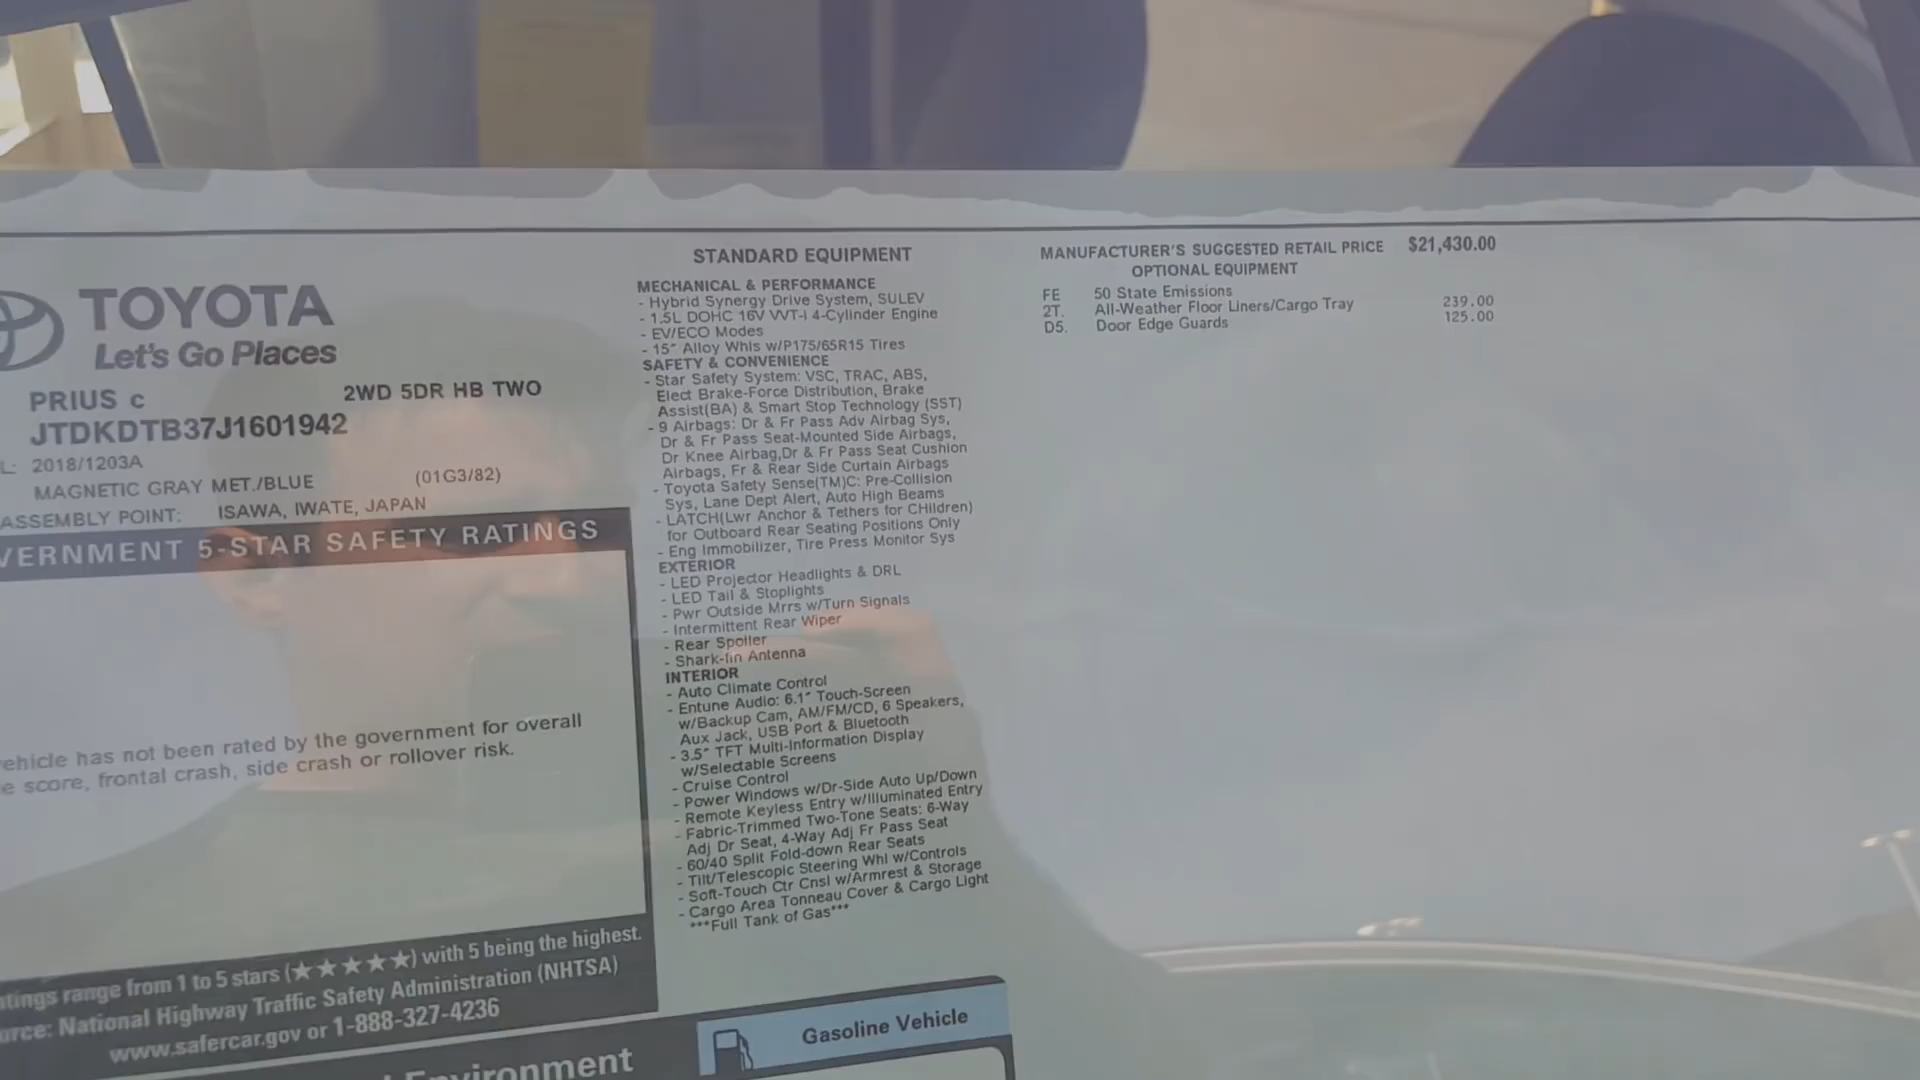 TOYOTA
Let's Go Places
PRIUS c 2WD 5DR HB TWO
JTDKDTB37J1601942
L: 2018/1203A
MAGNETIC GRAY MET./BLUE (01G3/82)
ASSEMBLY POINT: ISAWA, IWATE, JAPAN
VERNMENT 5-STAR SAFETY RATINGS
ehicle has not been rated by the government for overall
e score, frontal crash, side crash or rollover risk.
tings range from 1 to 5 stars (★★★★★) with 5 being the highest.
urce: National Highway Traffic Safety Administration (NHTSA)
www.safercar.gov or 1-888-327-4236
Environment
STANDARD EQUIPMENT
MECHANICAL & PERFORMANCE
- Hybrid Synergy Drive System, SULEV
- 1.5L DOHC 16V VVT-i 4-Cylinder Engine
- EV/ECO Modes
- 15" Alloy Whls w/P175/65R15 Tires
SAFETY & CONVENIENCE
- Star Safety System: VSC, TRAC, ABS,
Elect Brake-Force Distribution, Brake
Assist(BA) & Smart Stop Technology (SST)
- 9 Airbags: Dr & Fr Pass Adv Airbag Sys,
Dr & Fr Pass Seat-Mounted Side Airbags,
Dr Knee Airbag,Dr & Fr Pass Seat Cushion
Airbags, Fr & Rear Side Curtain Airbags
- Toyota Safety Sense(TM)C: Pre-Collision
Sys, Lane Dept Alert, Auto High Beams
- LATCH(Lwr Anchor & Tethers for CHildren)
for Outboard Rear Seating Positions Only
- Eng Immobilizer, Tire Press Monitor Sys
EXTERIOR
- LED Projector Headlights & DRL
- LED Tail & Stoplights
- Pwr Outside Mrrs w/Turn Signals
- Intermittent Rear Wiper
- Rear Spoiler
- Shark-fin Antenna
INTERIOR
- Auto Climate Control
- Entune Audio: 6.1" Touch-Screen
w/Backup Cam, AM/FM/CD, 6 Speakers,
Aux Jack, USB Port & Bluetooth
- 3.5" TFT Multi-Information Display
w/Selectable Screens
- Cruise Control
- Power Windows w/Dr-Side Auto Up/Down
- Remote Keyless Entry w/Illuminated Entry
- Fabric-Trimmed Two-Tone Seats: 6-Way
Adj Dr Seat, 4-Way Adj Fr Pass Seat
- 60/40 Split Fold-down Rear Seats
- Tilt/Telescopic Steering Whl w/Controls
- Soft-Touch Ctr Cnsl w/Armrest & Storage
- Cargo Area Tonneau Cover & Cargo Light
***Full Tank of Gas***
Gasoline Vehicle
MANUFACTURER'S SUGGESTED RETAIL PRICE $21,430.00
OPTIONAL EQUIPMENT
FE 50 State Emissions
2T. All-Weather Floor Liners/Cargo Tray 239.00
D5. Door Edge Guards 125.00